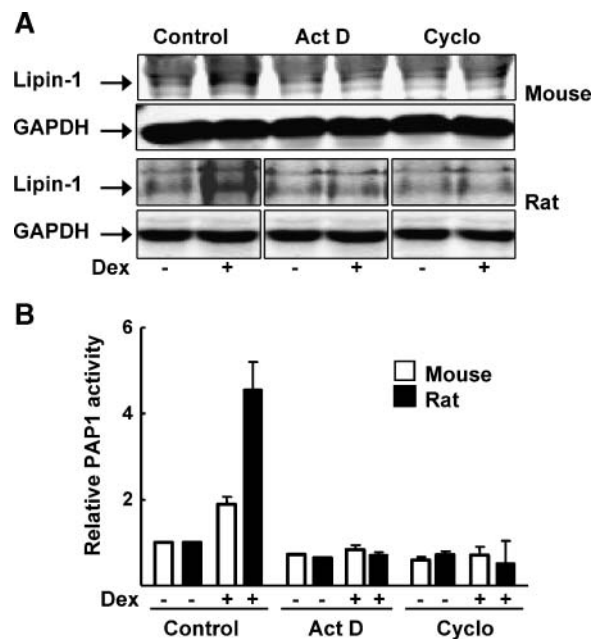 A
Control Act D Cyclo
Lipin-1
Mouse
GAPDH
Lipin-1
Rat
GAPDH
Dex - + - + - +
B
6
Mouse
Rat
4
Relative PAP1 activity
2
Dex - - + + - - + + - - + +
Control Act D Cyclo